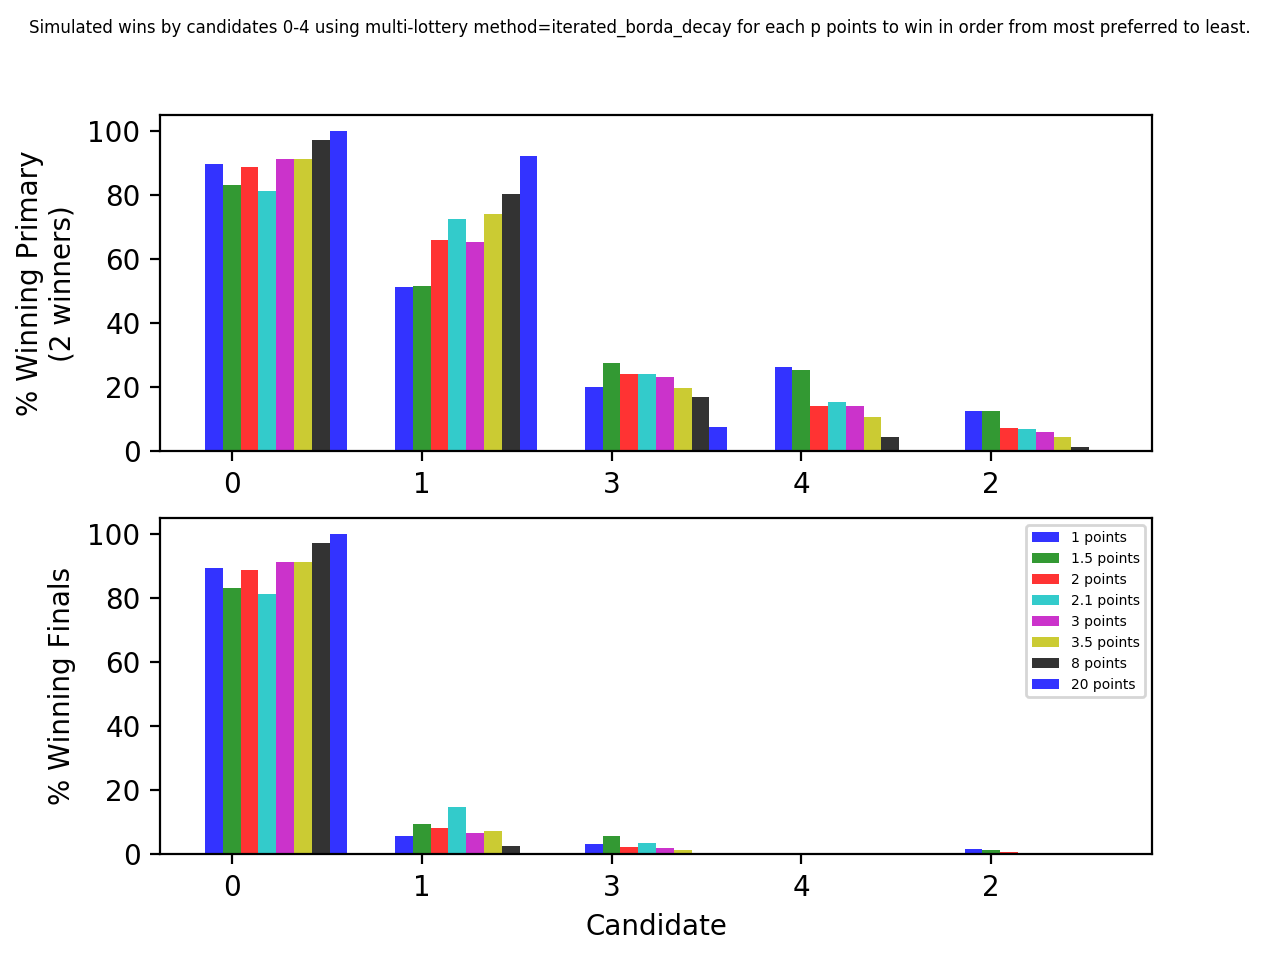 Simulated wins by candidates 0-4 using multi-lottery method=iterated_borda_decay for each p points to win in order from most preferred to least.
% Winning Primary
(2 winners)
100
80
60
40
20
0
0 1 3 4 2
% Winning Finals
100
80
60
40
20
0
1 points
1.5 points
2 points
2.1 points
3 points
3.5 points
8 points
20 points
0 1 3 4 2
Candidate